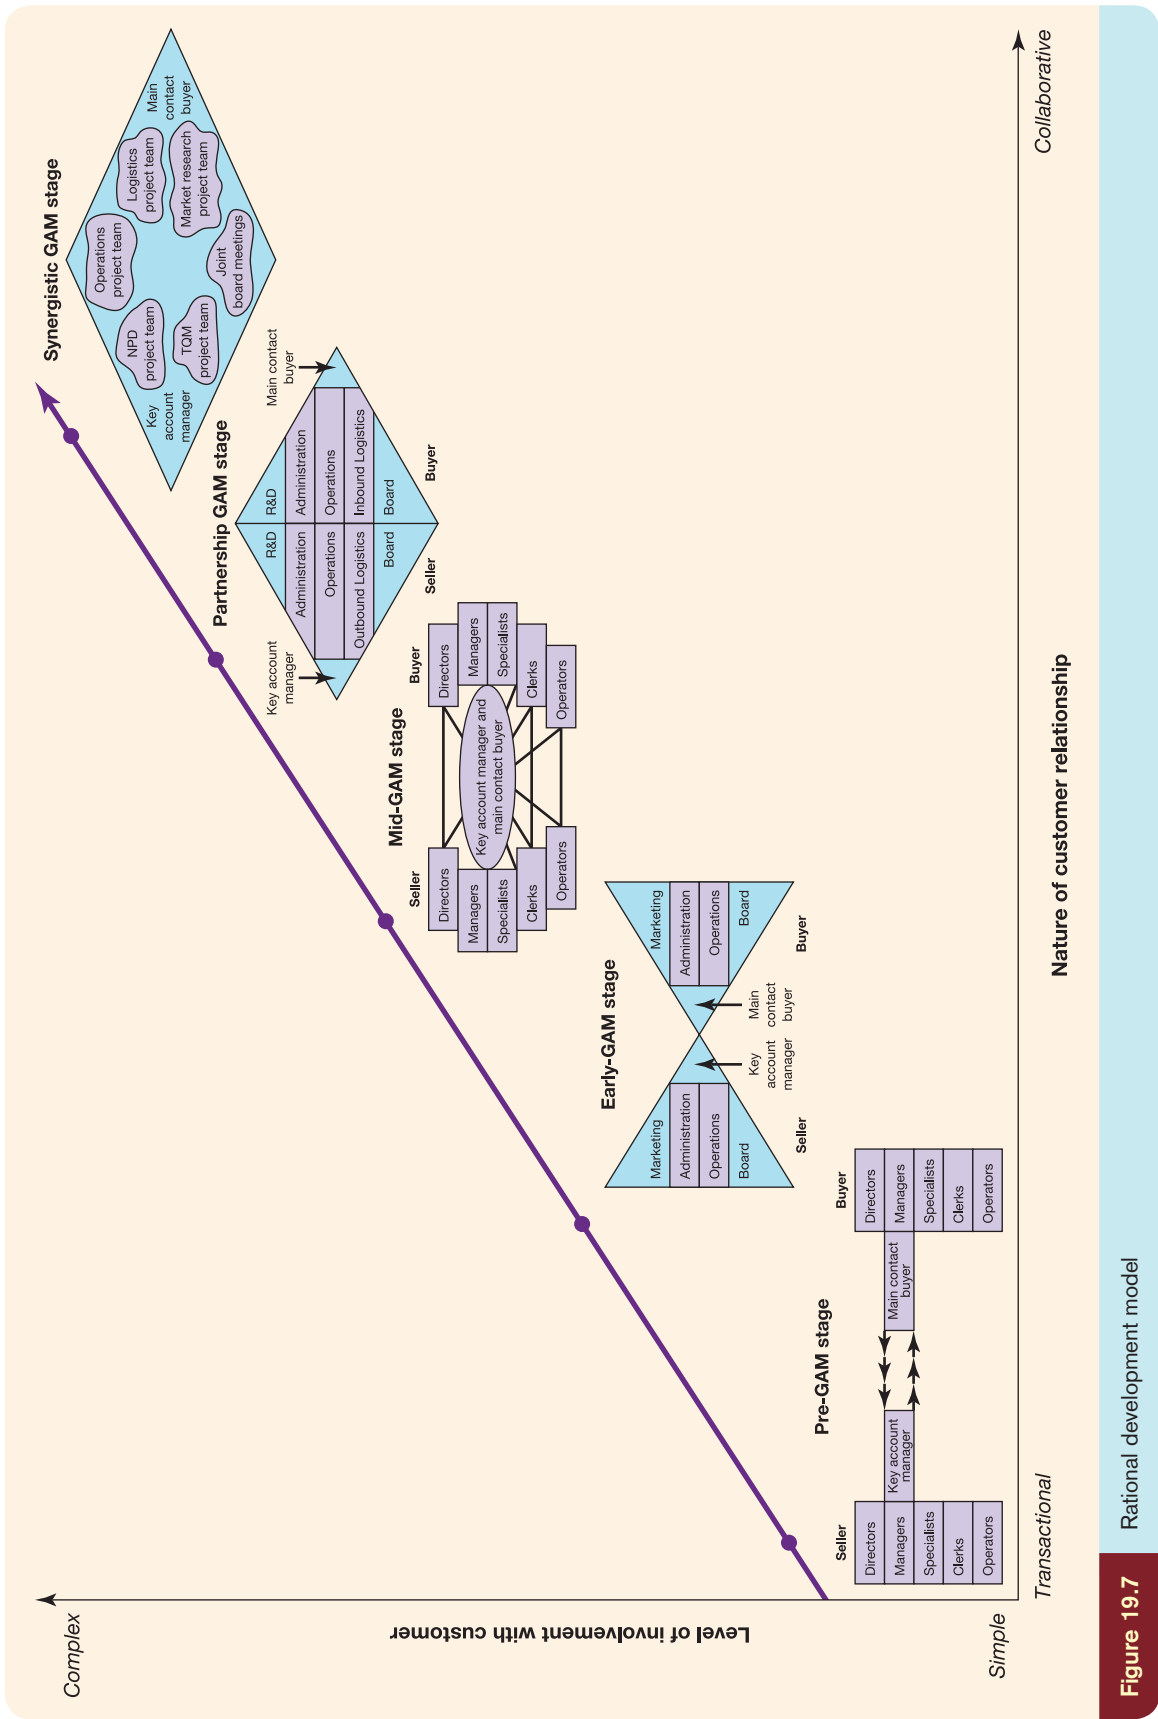 Complex
Level of involvement with customer
Simple
Synergistic GAM stage
Operations
project team
NPD
project team
Logistics
project team
Key
account
manager
TQM
project team
Market research
project team
Main
contact
buyer
Joint
board meetings
Partnership GAM stage
Key account
manager
Main contact
buyer
R&D
R&D
Administration
Administration
Operations
Operations
Outbound Logistics
Inbound Logistics
Board
Board
Seller
Buyer
Mid-GAM stage
Seller
Buyer
Directors
Managers
Specialists
Clerks
Operators
Key account manager and
main contact buyer
Directors
Managers
Specialists
Clerks
Operators
Early-GAM stage
Marketing
Administration
Operations
Board
Marketing
Administration
Operations
Board
Key
account
manager
Main
contact
buyer
Seller
Buyer
Pre-GAM stage
Seller
Buyer
Directors
Managers
Specialists
Clerks
Operators
Key account
manager
Main contact
buyer
Directors
Managers
Specialists
Clerks
Operators
Transactional
Collaborative
Nature of customer relationship
Figure 19.7
Rational development model